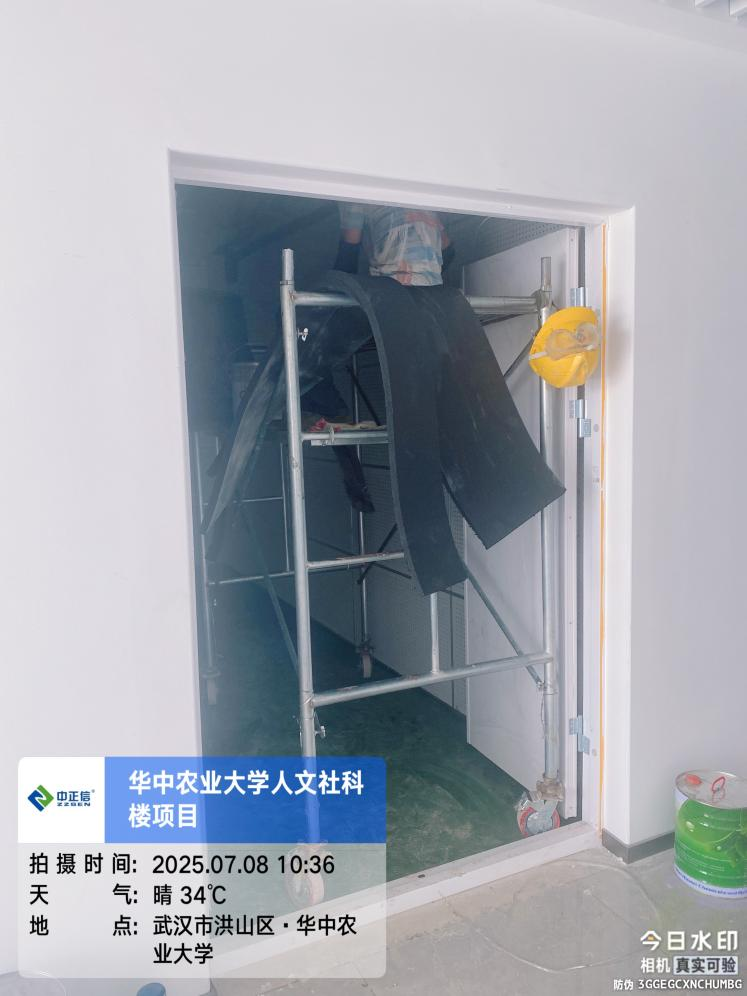 中正信
ZZSEN
华中农业大学人文社科
楼项目
拍摄时间: 2025.07.08 10:36
天气: 晴 34℃
地点: 武汉市洪山区·华中农
业大学
今日水印
相机 真实可验
防伪 3GGEGCXNCHUMBG